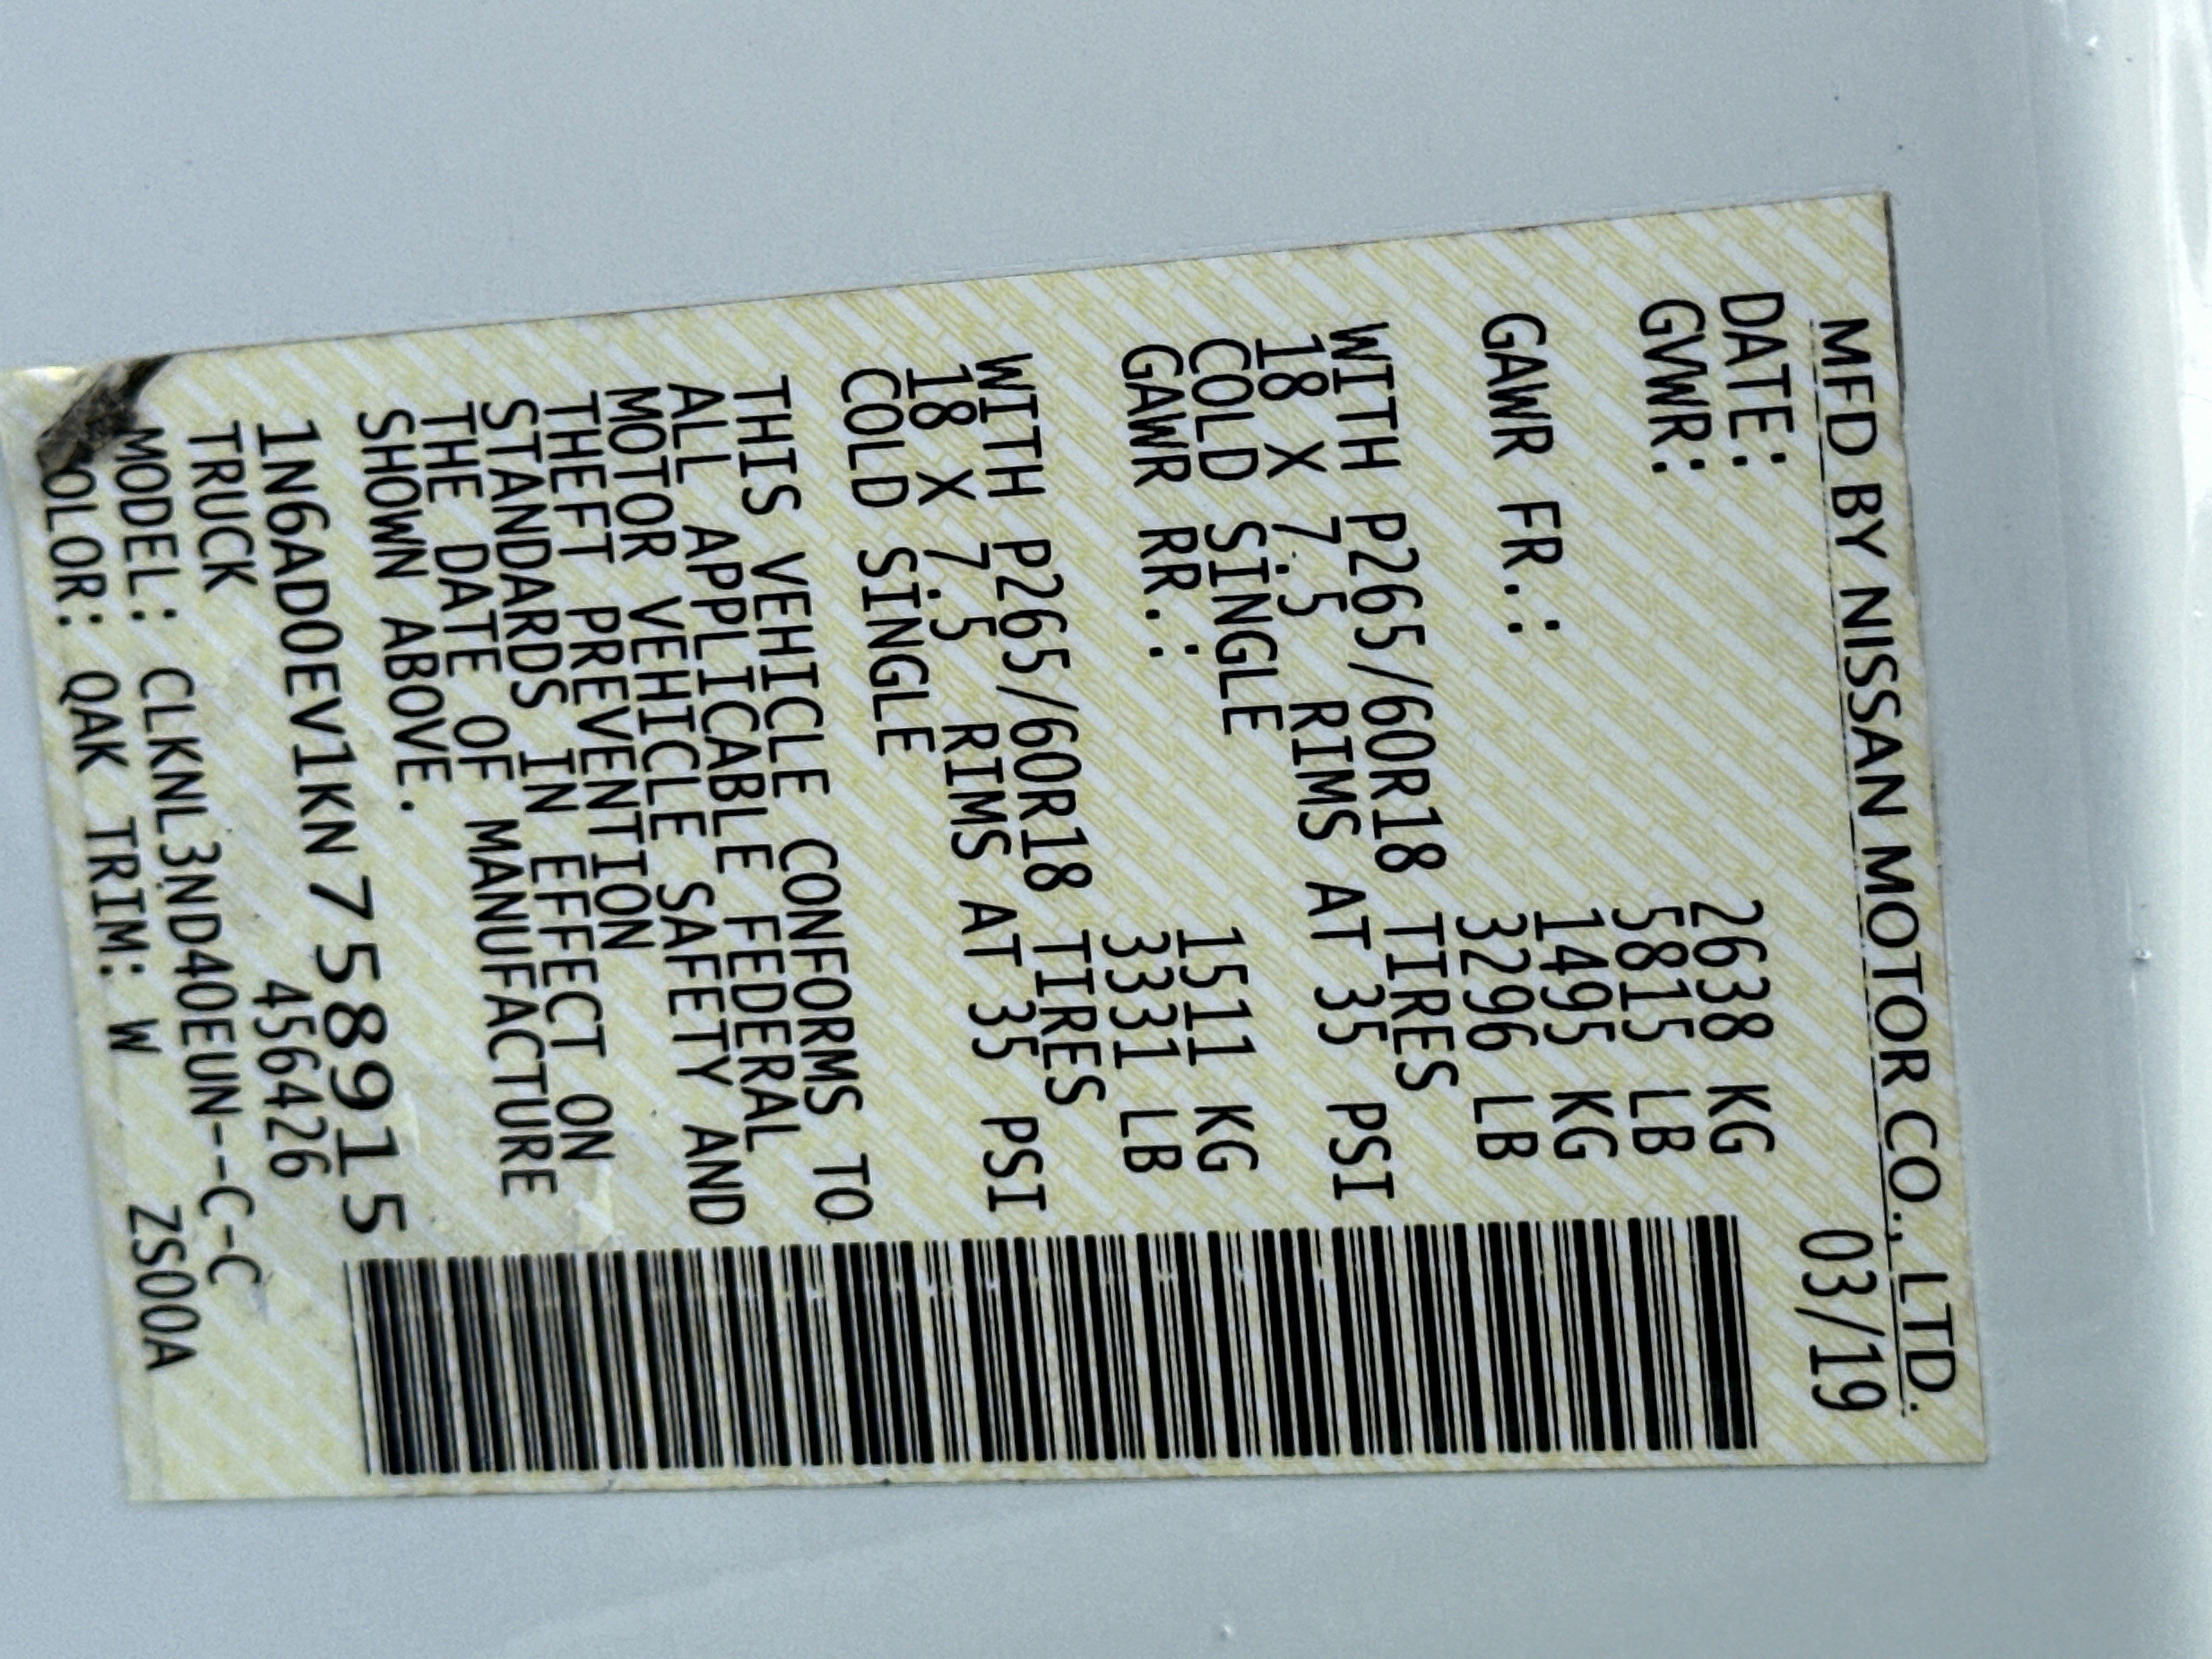 MFD BY NISSAN MOTOR CO., LTD.
DATE: 03/19
GVWR: 2638 KG
5815 LB
GAWR FR.: 1495 KG
3296 LB
WITH P265/60R18 TIRES
18 X 7.5 RIMS AT 35 PSI
COLD SINGLE
GAWR RR.: 1511 KG
3331 LB
WITH P265/60R18 TIRES
18 X 7.5 RIMS AT 35 PSI
COLD SINGLE
THIS VEHICLE CONFORMS TO
ALL APPLICABLE FEDERAL
MOTOR VEHICLE SAFETY AND
THEFT PREVENTION
STANDARDS IN EFFECT ON
THE DATE OF MANUFACTURE
SHOWN ABOVE.
1N6AD0EV1KN 758915
TRUCK 456426
MODEL: CLKNL3ND40EUN--C-C
OLOR: QAK TRIM: W ZS00A